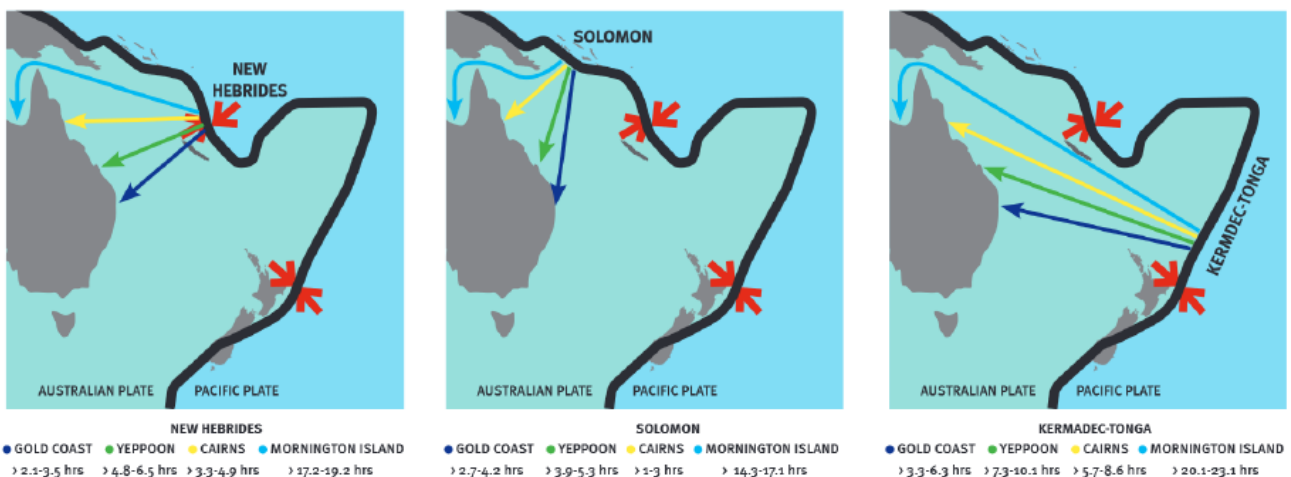 NEW
HEBRIDES
AUSTRALIAN PLATE PACIFIC PLATE
NEW HEBRIDES
GOLD COAST YEPPOON CAIRNS MORNINGTON ISLAND
> 2.1-3.5 hrs > 4.8-6.5 hrs > 3.3-4.9 hrs > 17.2-19.2 hrs
SOLOMON
AUSTRALIAN PLATE PACIFIC PLATE
SOLOMON
GOLD COAST YEPPOON CAIRNS MORNINGTON ISLAND
> 2.7-4.2 hrs > 3.9-5.3 hrs > 1-3 hrs > 14.3-17.1 hrs
KERMDEC-TONGA
AUSTRALIAN PLATE PACIFIC PLATE
KERMADEC-TONGA
GOLD COAST YEPPOON CAIRNS MORNINGTON ISLAND
> 3.3-6.3 hrs > 7.3-10.1 hrs > 5.7-8.6 hrs > 20.1-23.1 hrs